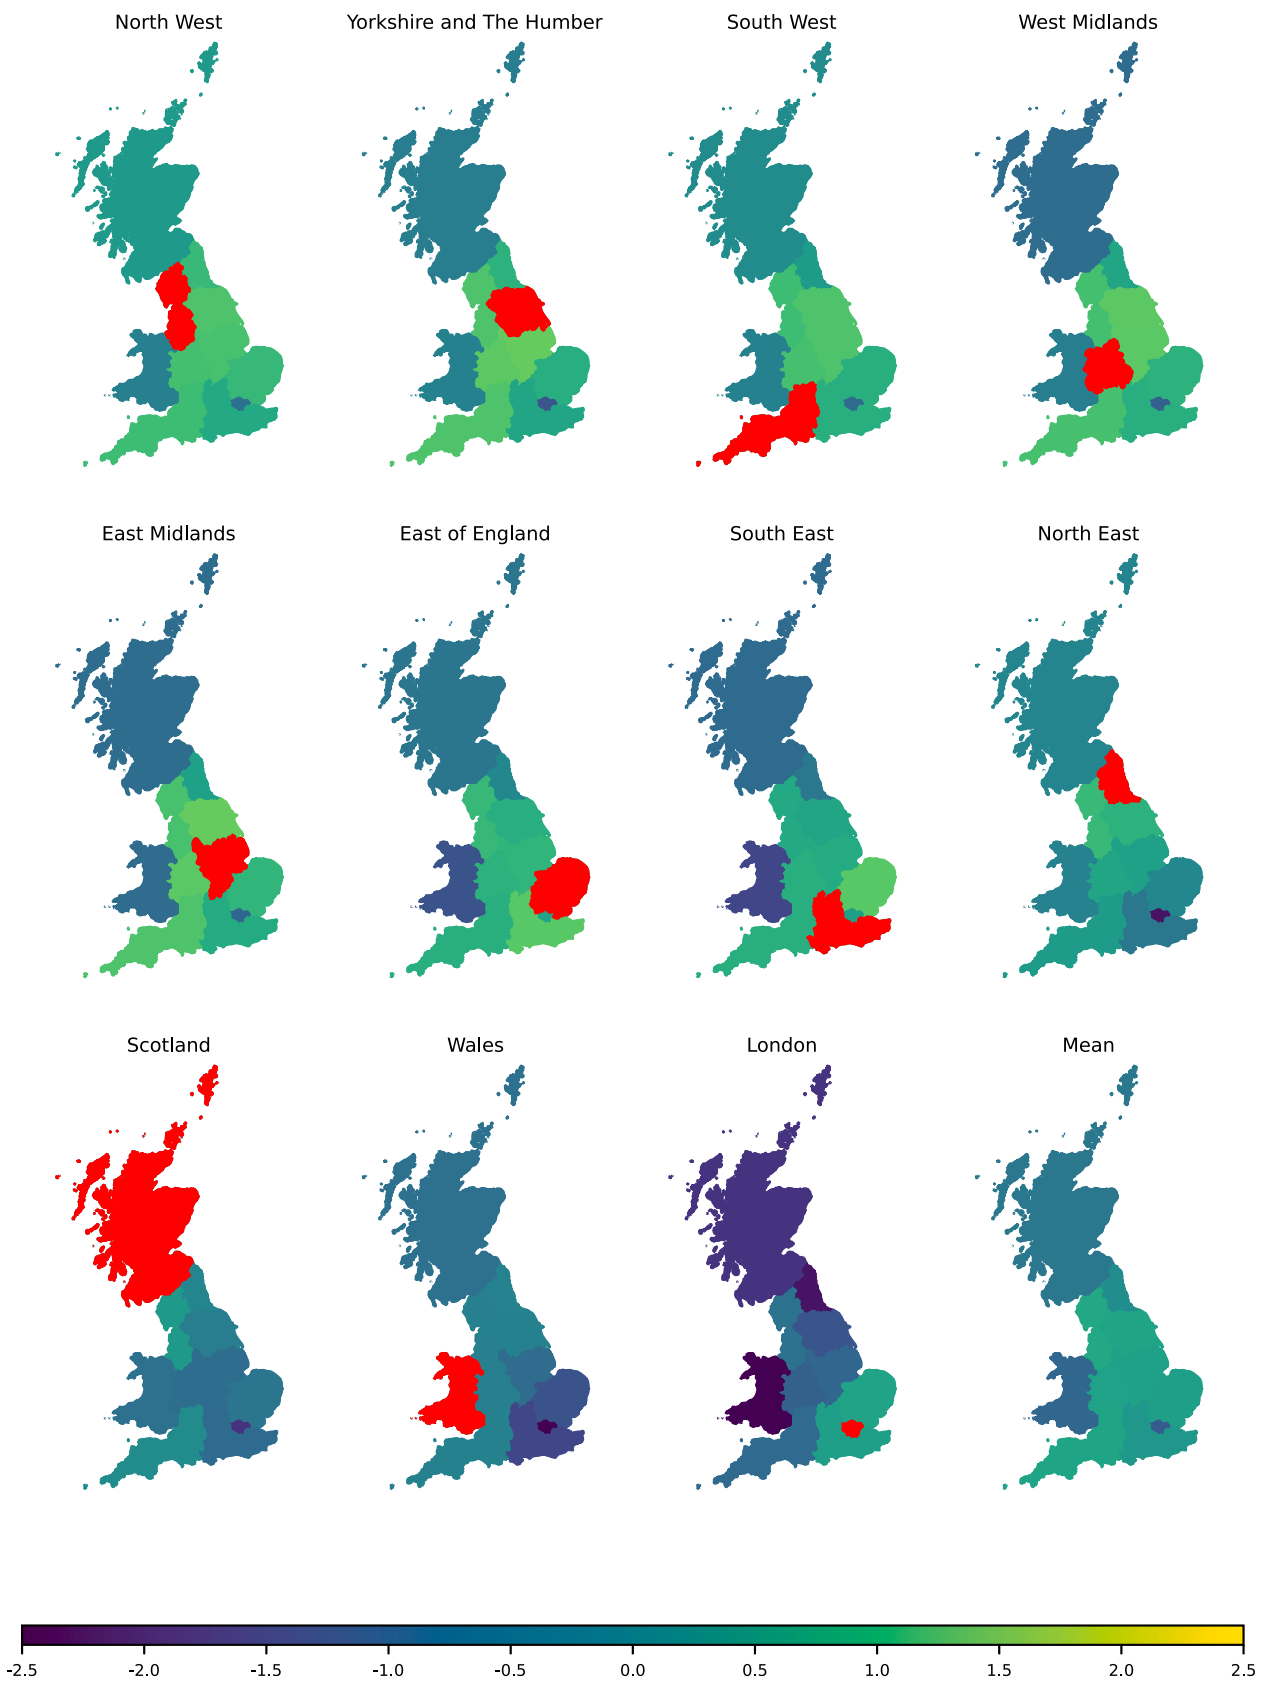 North West
Yorkshire and The Humber
South West
West Midlands
East Midlands
East of England
South East
North East
Scotland
Wales
London
Mean
-2.5 -2.0 -1.5 -1.0 -0.5 0.0 0.5 1.0 1.5 2.0 2.5